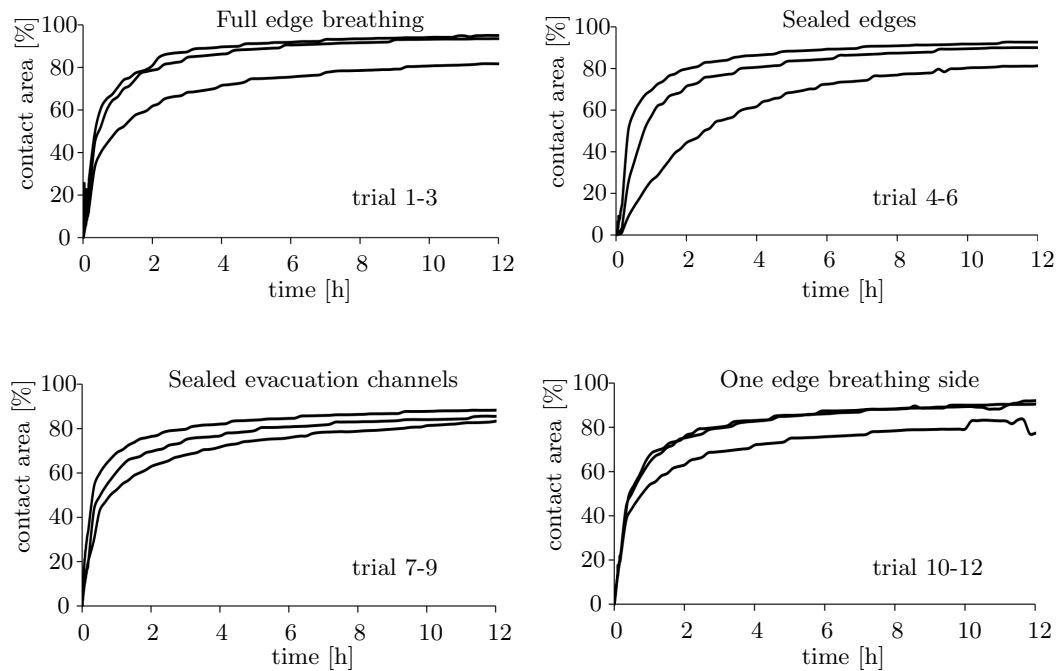 Full edge breathing
contact area [%]
100
80
60
40
20
0
0 2 4 6 8 10 12
time [h]
trial 1-3
Sealed edges
contact area [%]
100
80
60
40
20
0
0 2 4 6 8 10 12
time [h]
trial 4-6
Sealed evacuation channels
contact area [%]
100
80
60
40
20
0
0 2 4 6 8 10 12
time [h]
trial 7-9
One edge breathing side
contact area [%]
100
80
60
40
20
0
0 2 4 6 8 10 12
time [h]
trial 10-12